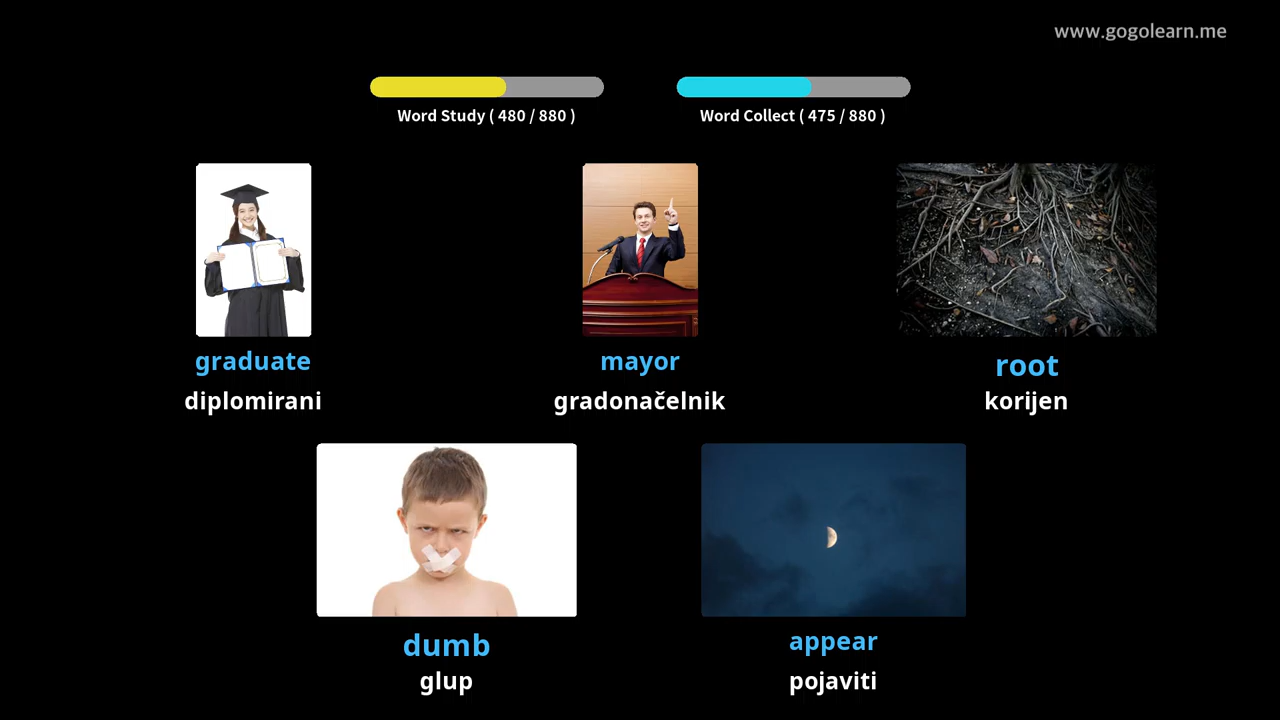 www.gogolearn.me
Word Study ( 480 / 880 )
Word Collect ( 475 / 880 )
graduate
diplomirani
mayor
gradonačelnik
root
korijen
dumb
glup
appear
pojaviti